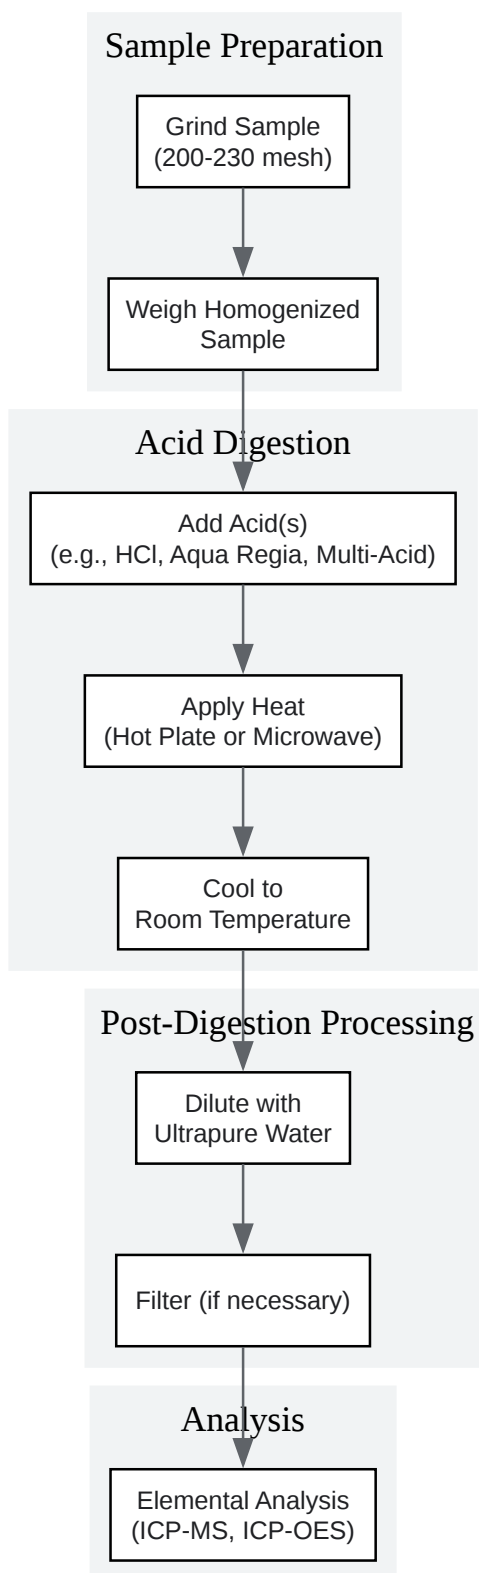 Sample Preparation
Grind Sample
(200-230 mesh)
Weigh Homogenized
Sample
Acid Digestion
Add Acid(s)
(e.g., HCl, Aqua Regia, Multi-Acid)
Apply Heat
(Hot Plate or Microwave)
Cool to
Room Temperature
Post-Digestion Processing
Dilute with
Ultrapure Water
Filter (if necessary)
Analysis
Elemental Analysis
(ICP-MS, ICP-OES)